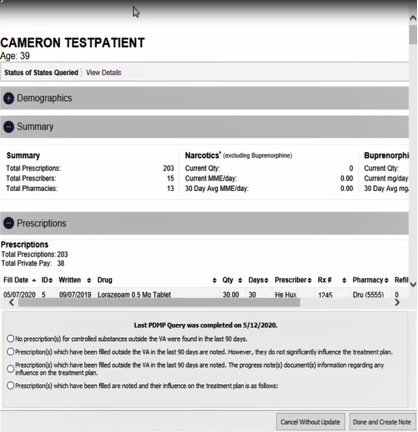 CAMERON TESTPATIENT
Age: 39
Status of States Queried View Details
Demographics
Summary
Summary Narcotics* (excluding Buprenorphine) Buprenorphi
Total Prescriptions: 203 Current Qty: 0 Current Qty:
Total Prescribers: 15 Current MME/day: 0.00 Current mg/day
Total Pharmacies: 13 30 Day Avg MME/day: 0.00 30 Day Avg mg
Prescriptions
Prescriptions
Total Prescriptions:203
Total Private Pay: 38
Fill Date ID Written Drug Qty Days Prescriber Rx # Pharmacy Refil
05/07/2020 5 09/07/2019 Lorazepam 0.5 Mg Tablet 30.00 30 He Hux 1245 Dru (5555) 0
Last PDMP Query was completed on 5/12/2020.
No prescription(s) for controlled substances outside the VA were found in the last 90 days.
Prescription(s) which have been filled outside the VA in the last 90 days are noted. However, they do not significantly influence the treatment plan.
Prescription(s) which have been filled outside the VA in the last 90 days are noted. The progress note(s) document(s) information regarding any
influence on the treatment plan.
Prescription(s) which have been filled are noted and their influence on the treatment plan is as follows:
Cancel Without Update Done and Create Note